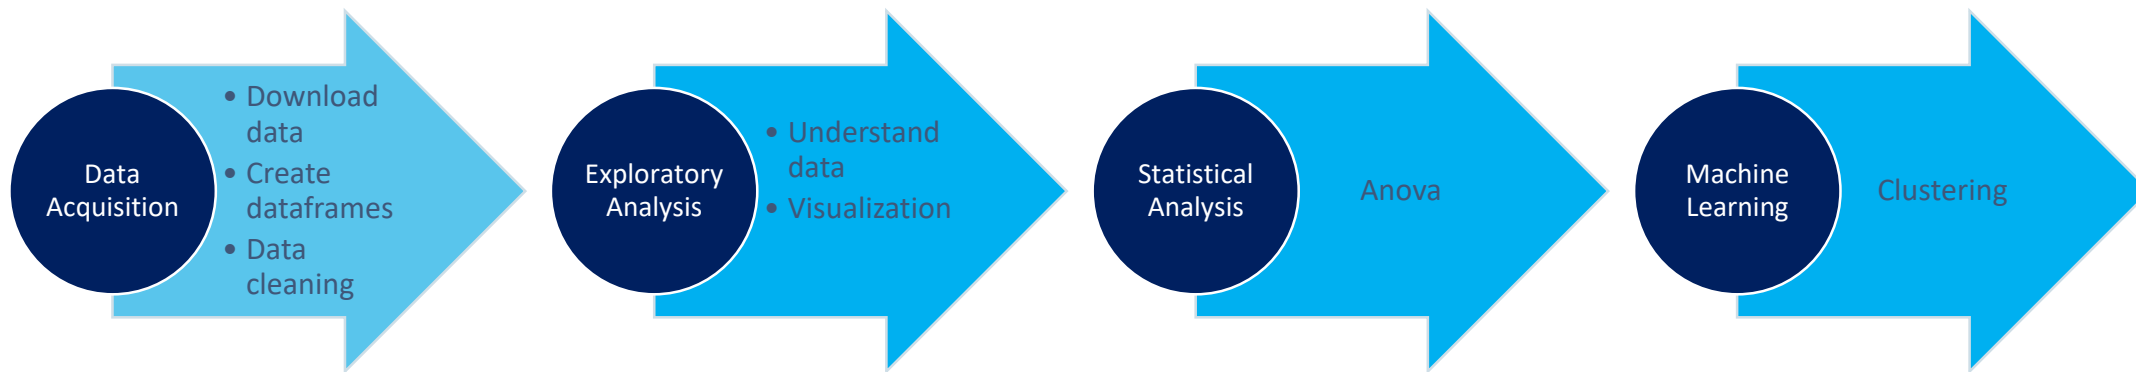 Data
Acquisition
• Download
data
• Create
dataframes
• Data
cleaning
Exploratory
Analysis
• Understand
data
• Visualization
Statistical
Analysis
Anova
Machine
Learning
Clustering